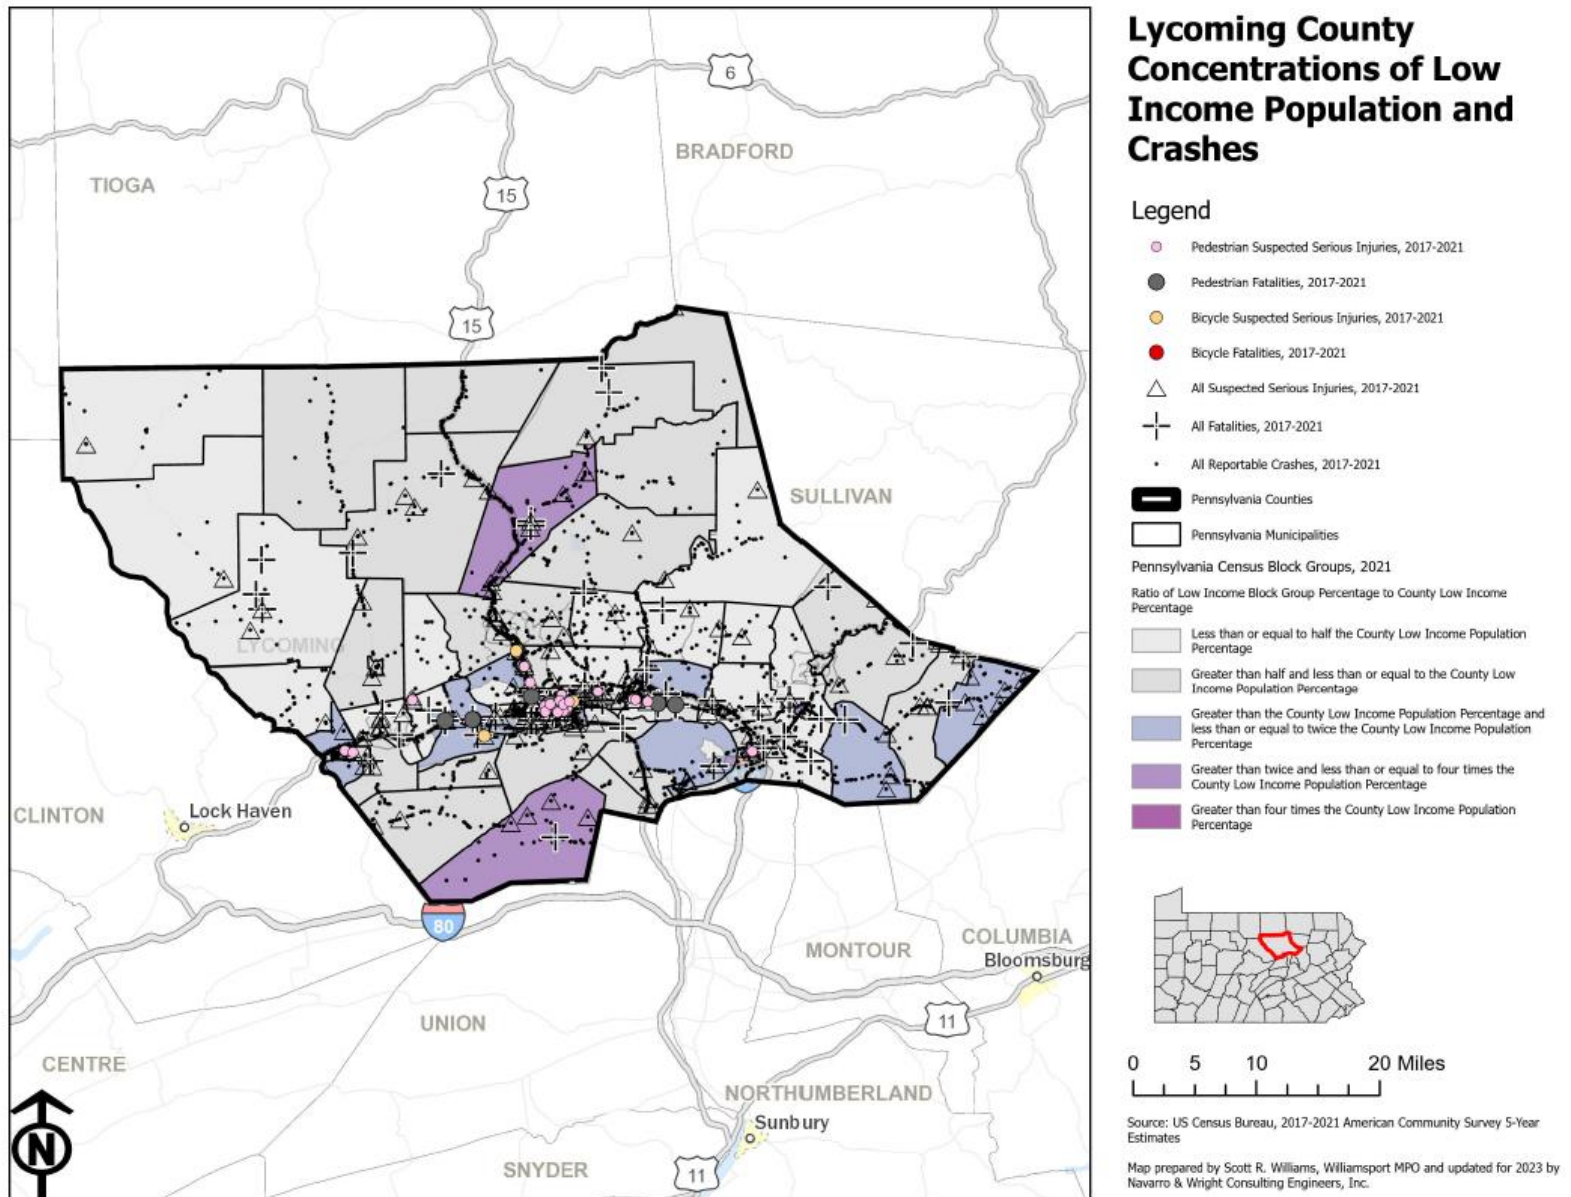 Lycoming County
Concentrations of Low
Income Population and
Crashes
Legend
Pedestrian Suspected Serious Injuries, 2017-2021
Pedestrian Fatalities, 2017-2021
Bicycle Suspected Serious Injuries, 2017-2021
Bicycle Fatalities, 2017-2021
All Suspected Serious Injuries, 2017-2021
All Fatalities, 2017-2021
All Reportable Crashes, 2017-2021
Pennsylvania Counties
Pennsylvania Municipalities
Pennsylvania Census Block Groups, 2021
Ratio of Low Income Block Group Percentage to County Low Income
Percentage
Less than or equal to half the County Low Income Population
Percentage
Greater than half and less than or equal to the County Low
Income Population Percentage
Greater than the County Low Income Population Percentage and
less than or equal to twice the County Low Income Population
Percentage
Greater than twice and less than or equal to four times the
County Low Income Population Percentage
Greater than four times the County Low Income Population
Percentage
0 5 10 20 Miles
Source: US Census Bureau, 2017-2021 American Community Survey 5-Year
Estimates
Map prepared by Scott R. Williams, Williamsport MPO and updated for 2023 by
Navarro & Wright Consulting Engineers, Inc.
6
BRADFORD
TIOGA
15
15
SULLIVAN
LYCOMING
CLINTON
Lock Haven
80
MONTOUR
COLUMBIA
Bloomsburg
UNION
11
CENTRE
NORTHUMBERLAND
Sunbury
SNYDER
11
N